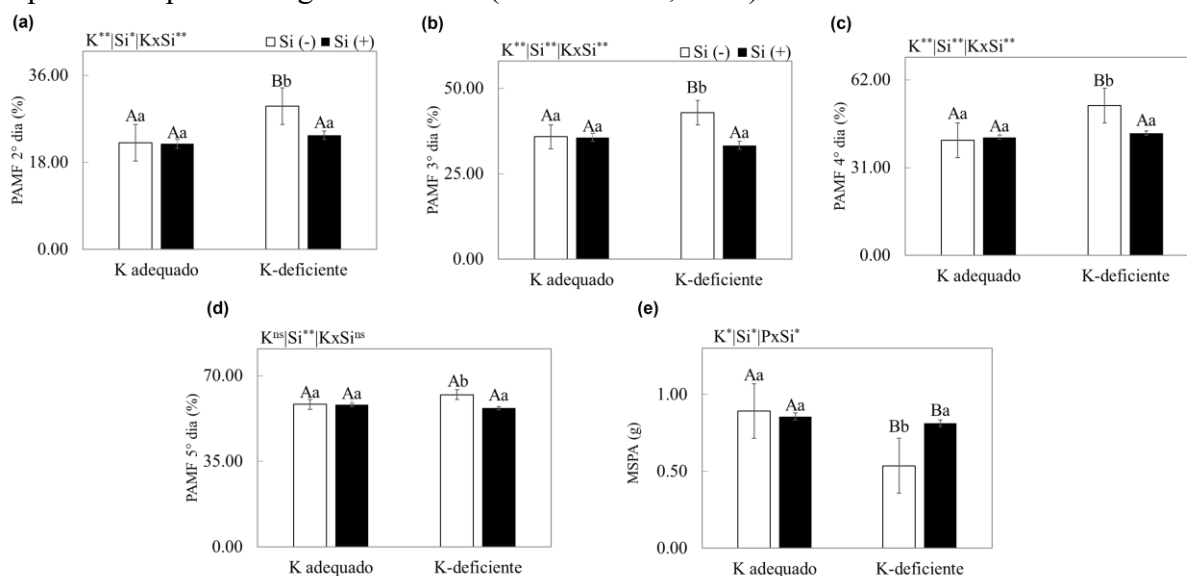 (a)
K**|Si*|KxSi**
Si (-) Si (+)
PAMF 2° dia (%)
36.00
18.00
0.00
Aa Aa Bb Aa
K adequado K-deficiente
(b)
K**|Si**|KxSi**
Si (-) Si (+)
PAMF 3° dia (%)
50.00
25.00
0.00
Aa Aa Bb Aa
K adequado K-deficiente
(c)
K**|Si**|KxSi**
PAMF 4° dia (%)
62.00
31.00
0.00
Aa Aa Bb Aa
K adequado K-deficiente
(d)
Kns|Si**|KxSins
PAMF 5° dia (%)
70.00
35.00
0.00
Aa Aa Ab Aa
K adequado K-deficiente
(e)
K*|Si*|PxSi*
MSPA (g)
1.00
0.50
0.00
Aa Aa Bb Ba
K adequado K-deficiente